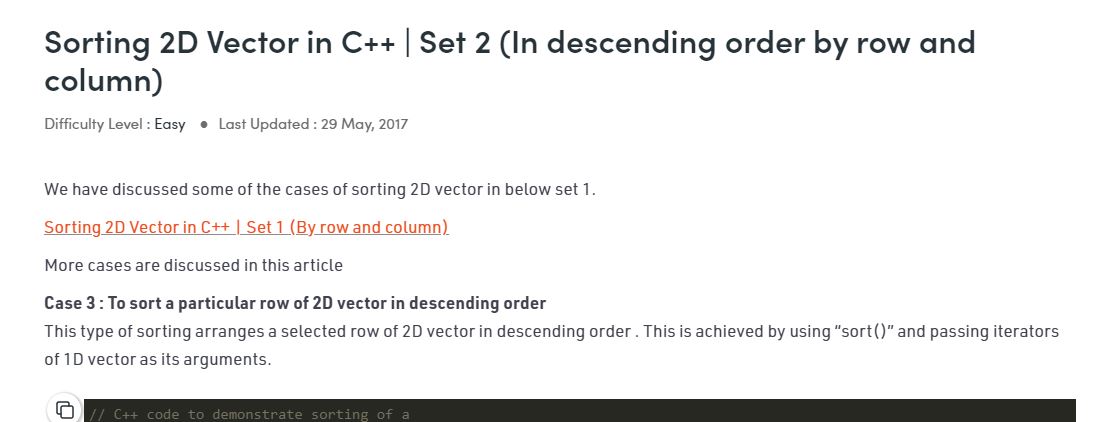 Sorting 2D Vector in C++ | Set 2 (In descending order by row and
column)
Difficulty Level : Easy ● Last Updated : 29 May, 2017
We have discussed some of the cases of sorting 2D vector in below set 1.
Sorting 2D Vector in C++ | Set 1 (By row and column)
More cases are discussed in this article
Case 3 : To sort a particular row of 2D vector in descending order
This type of sorting arranges a selected row of 2D vector in descending order . This is achieved by using “sort()” and passing iterators
of 1D vector as its arguments.
// C++ code to demonstrate sorting of a